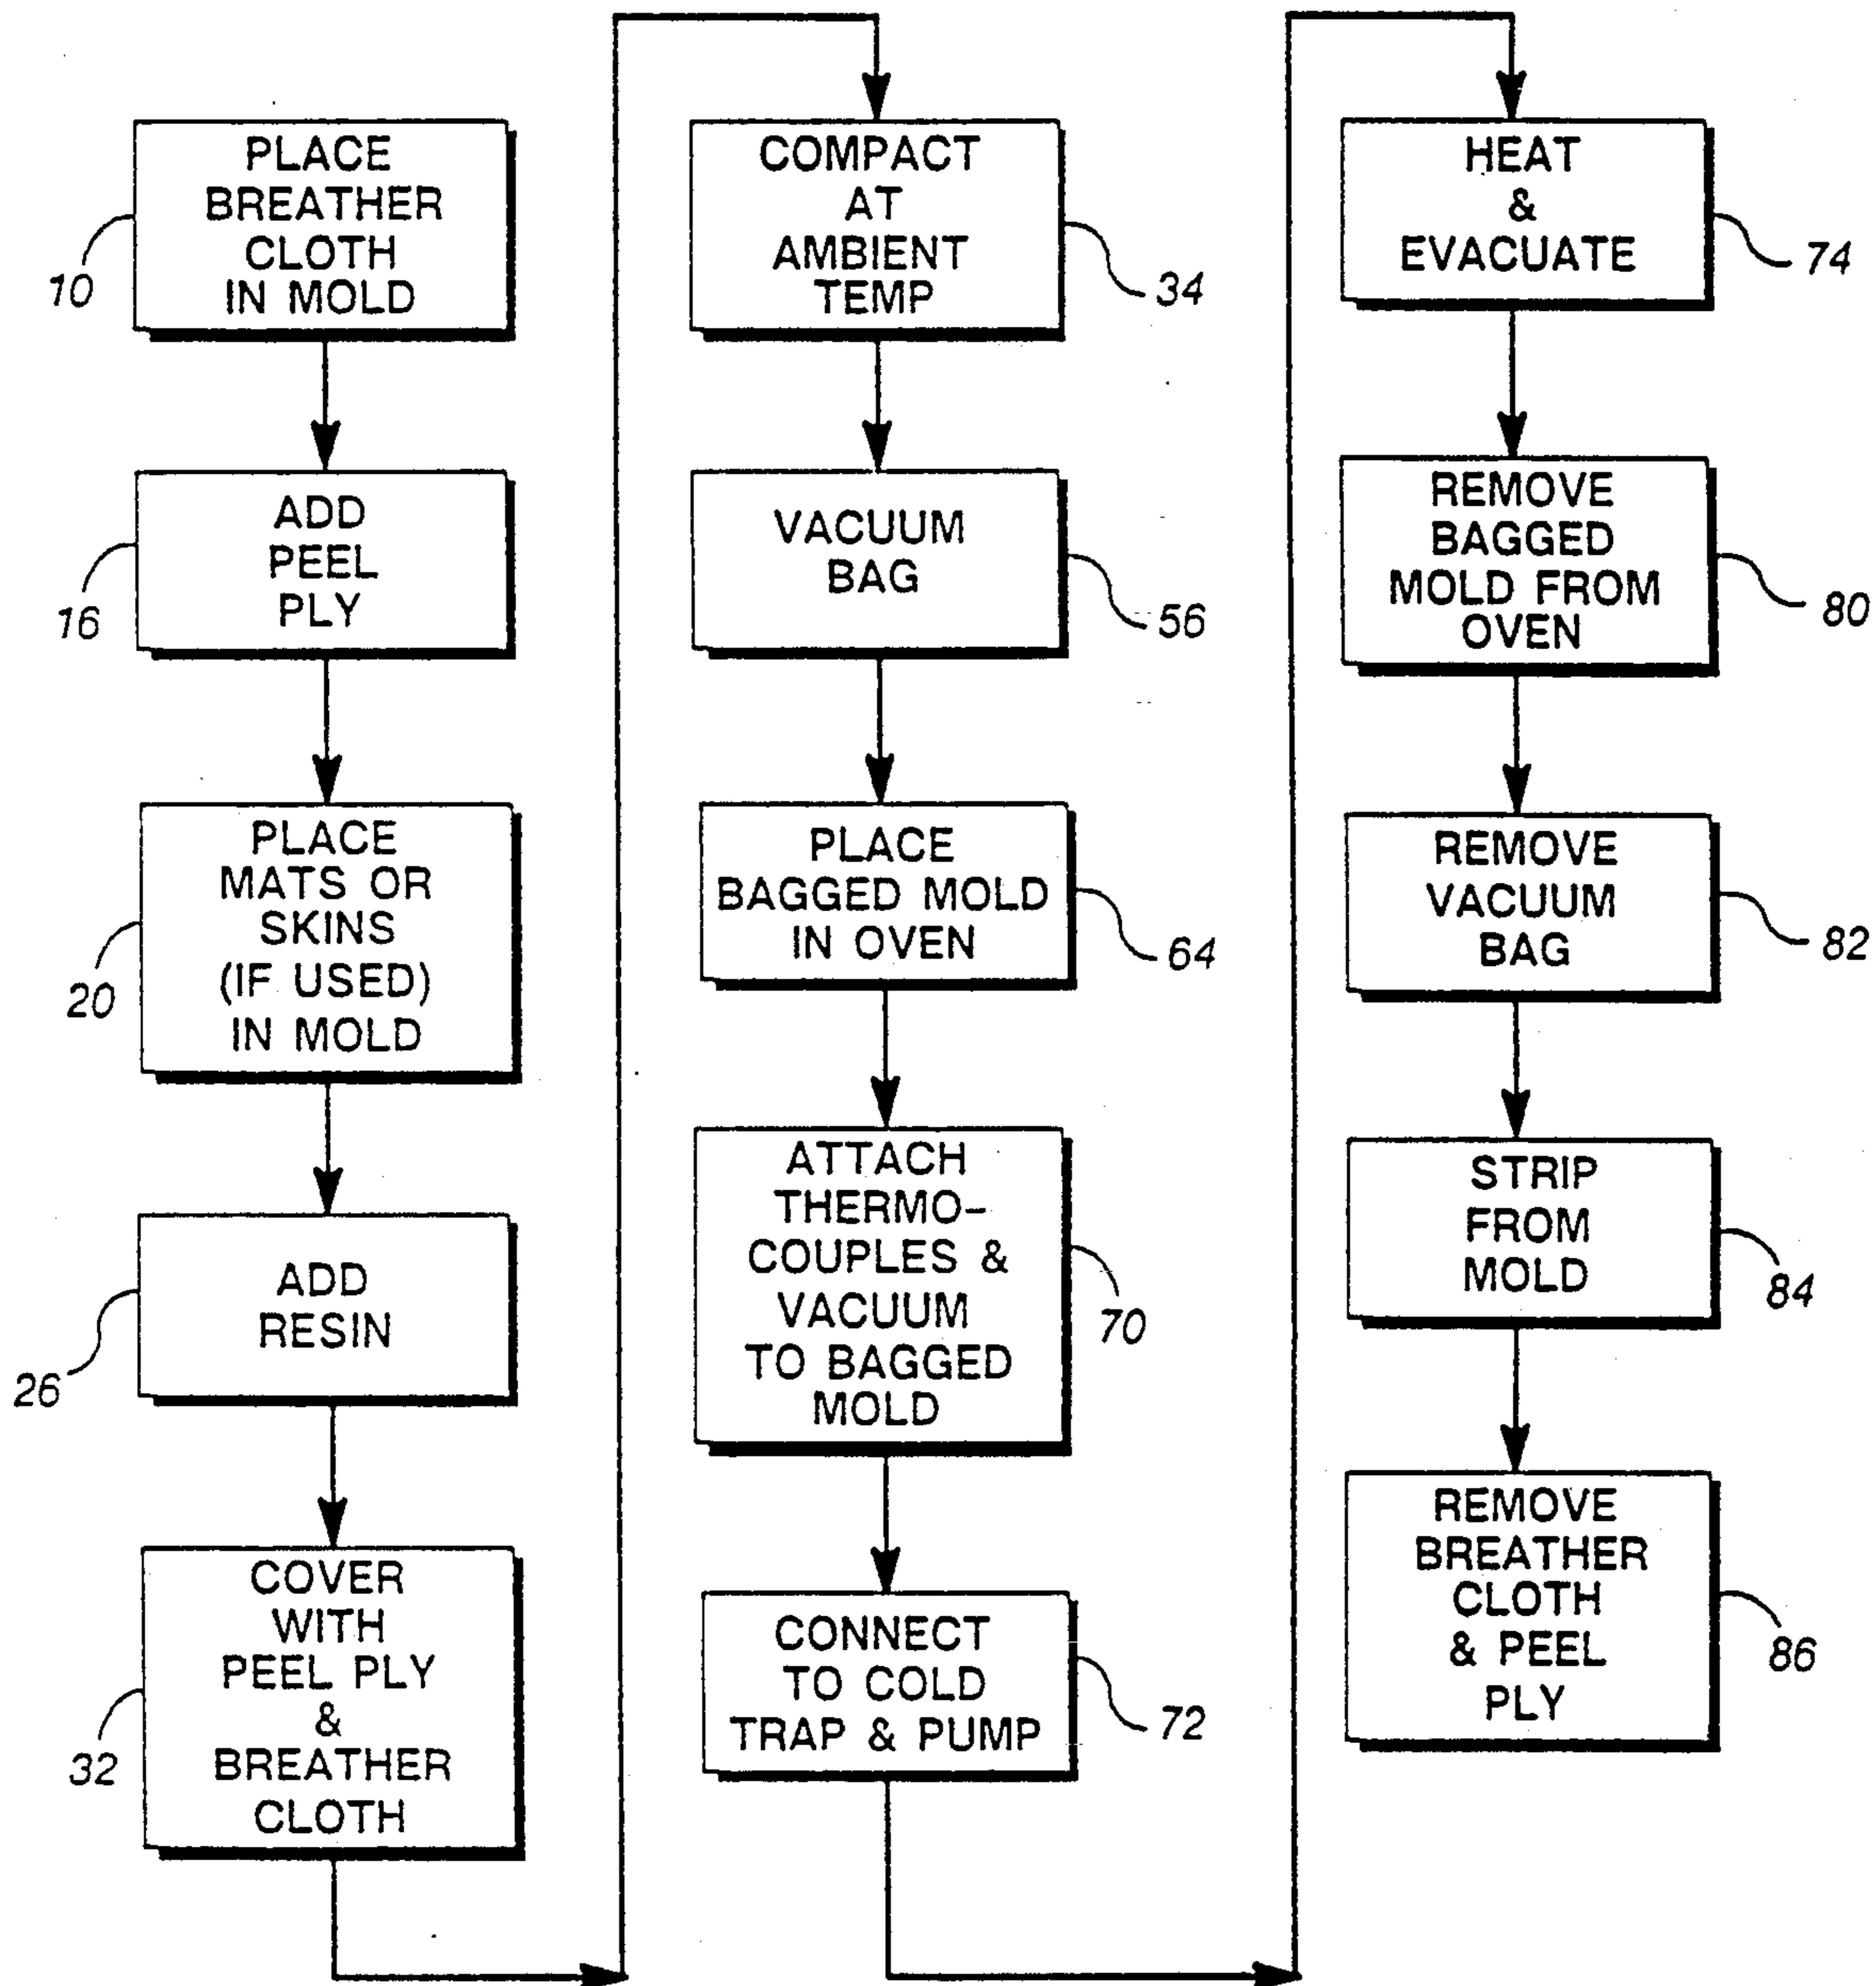 PLACE
BREATHER
CLOTH
IN MOLD
10
ADD
PEEL
PLY
16
PLACE
MATS OR
SKINS
(IF USED)
IN MOLD
20
ADD
RESIN
26
COVER
WITH
PEEL PLY
&
BREATHER
CLOTH
32
COMPACT
AT
AMBIENT
TEMP
34
VACUUM
BAG
56
PLACE
BAGGED MOLD
IN OVEN
64
ATTACH
THERMO-
COUPLES &
VACUUM
TO BAGGED
MOLD
70
CONNECT
TO COLD
TRAP & PUMP
72
HEAT
&
EVACUATE
74
REMOVE
BAGGED
MOLD FROM
OVEN
80
REMOVE
VACUUM
BAG
82
STRIP
FROM
MOLD
84
REMOVE
BREATHER
CLOTH
& PEEL
PLY
86